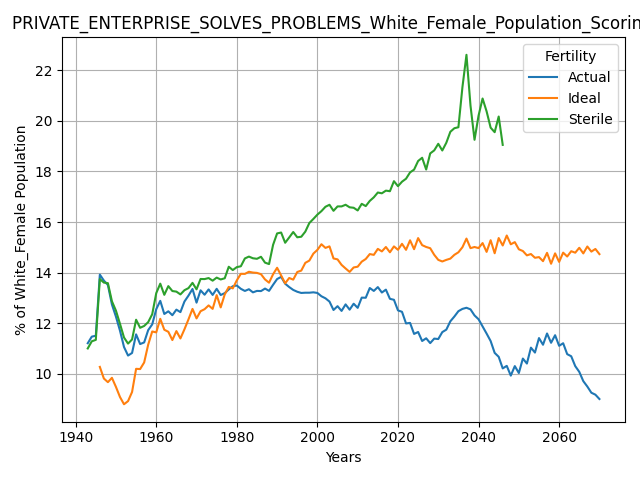 PRIVATE_ENTERPRISE_SOLVES_PROBLEMS_White_Female_Population_Scorin
Fertility
Actual
Ideal
Sterile
% of White_Female Population
22
20
18
16
14
12
10
1940
1960
1980
2000
2020
2040
2060
Years